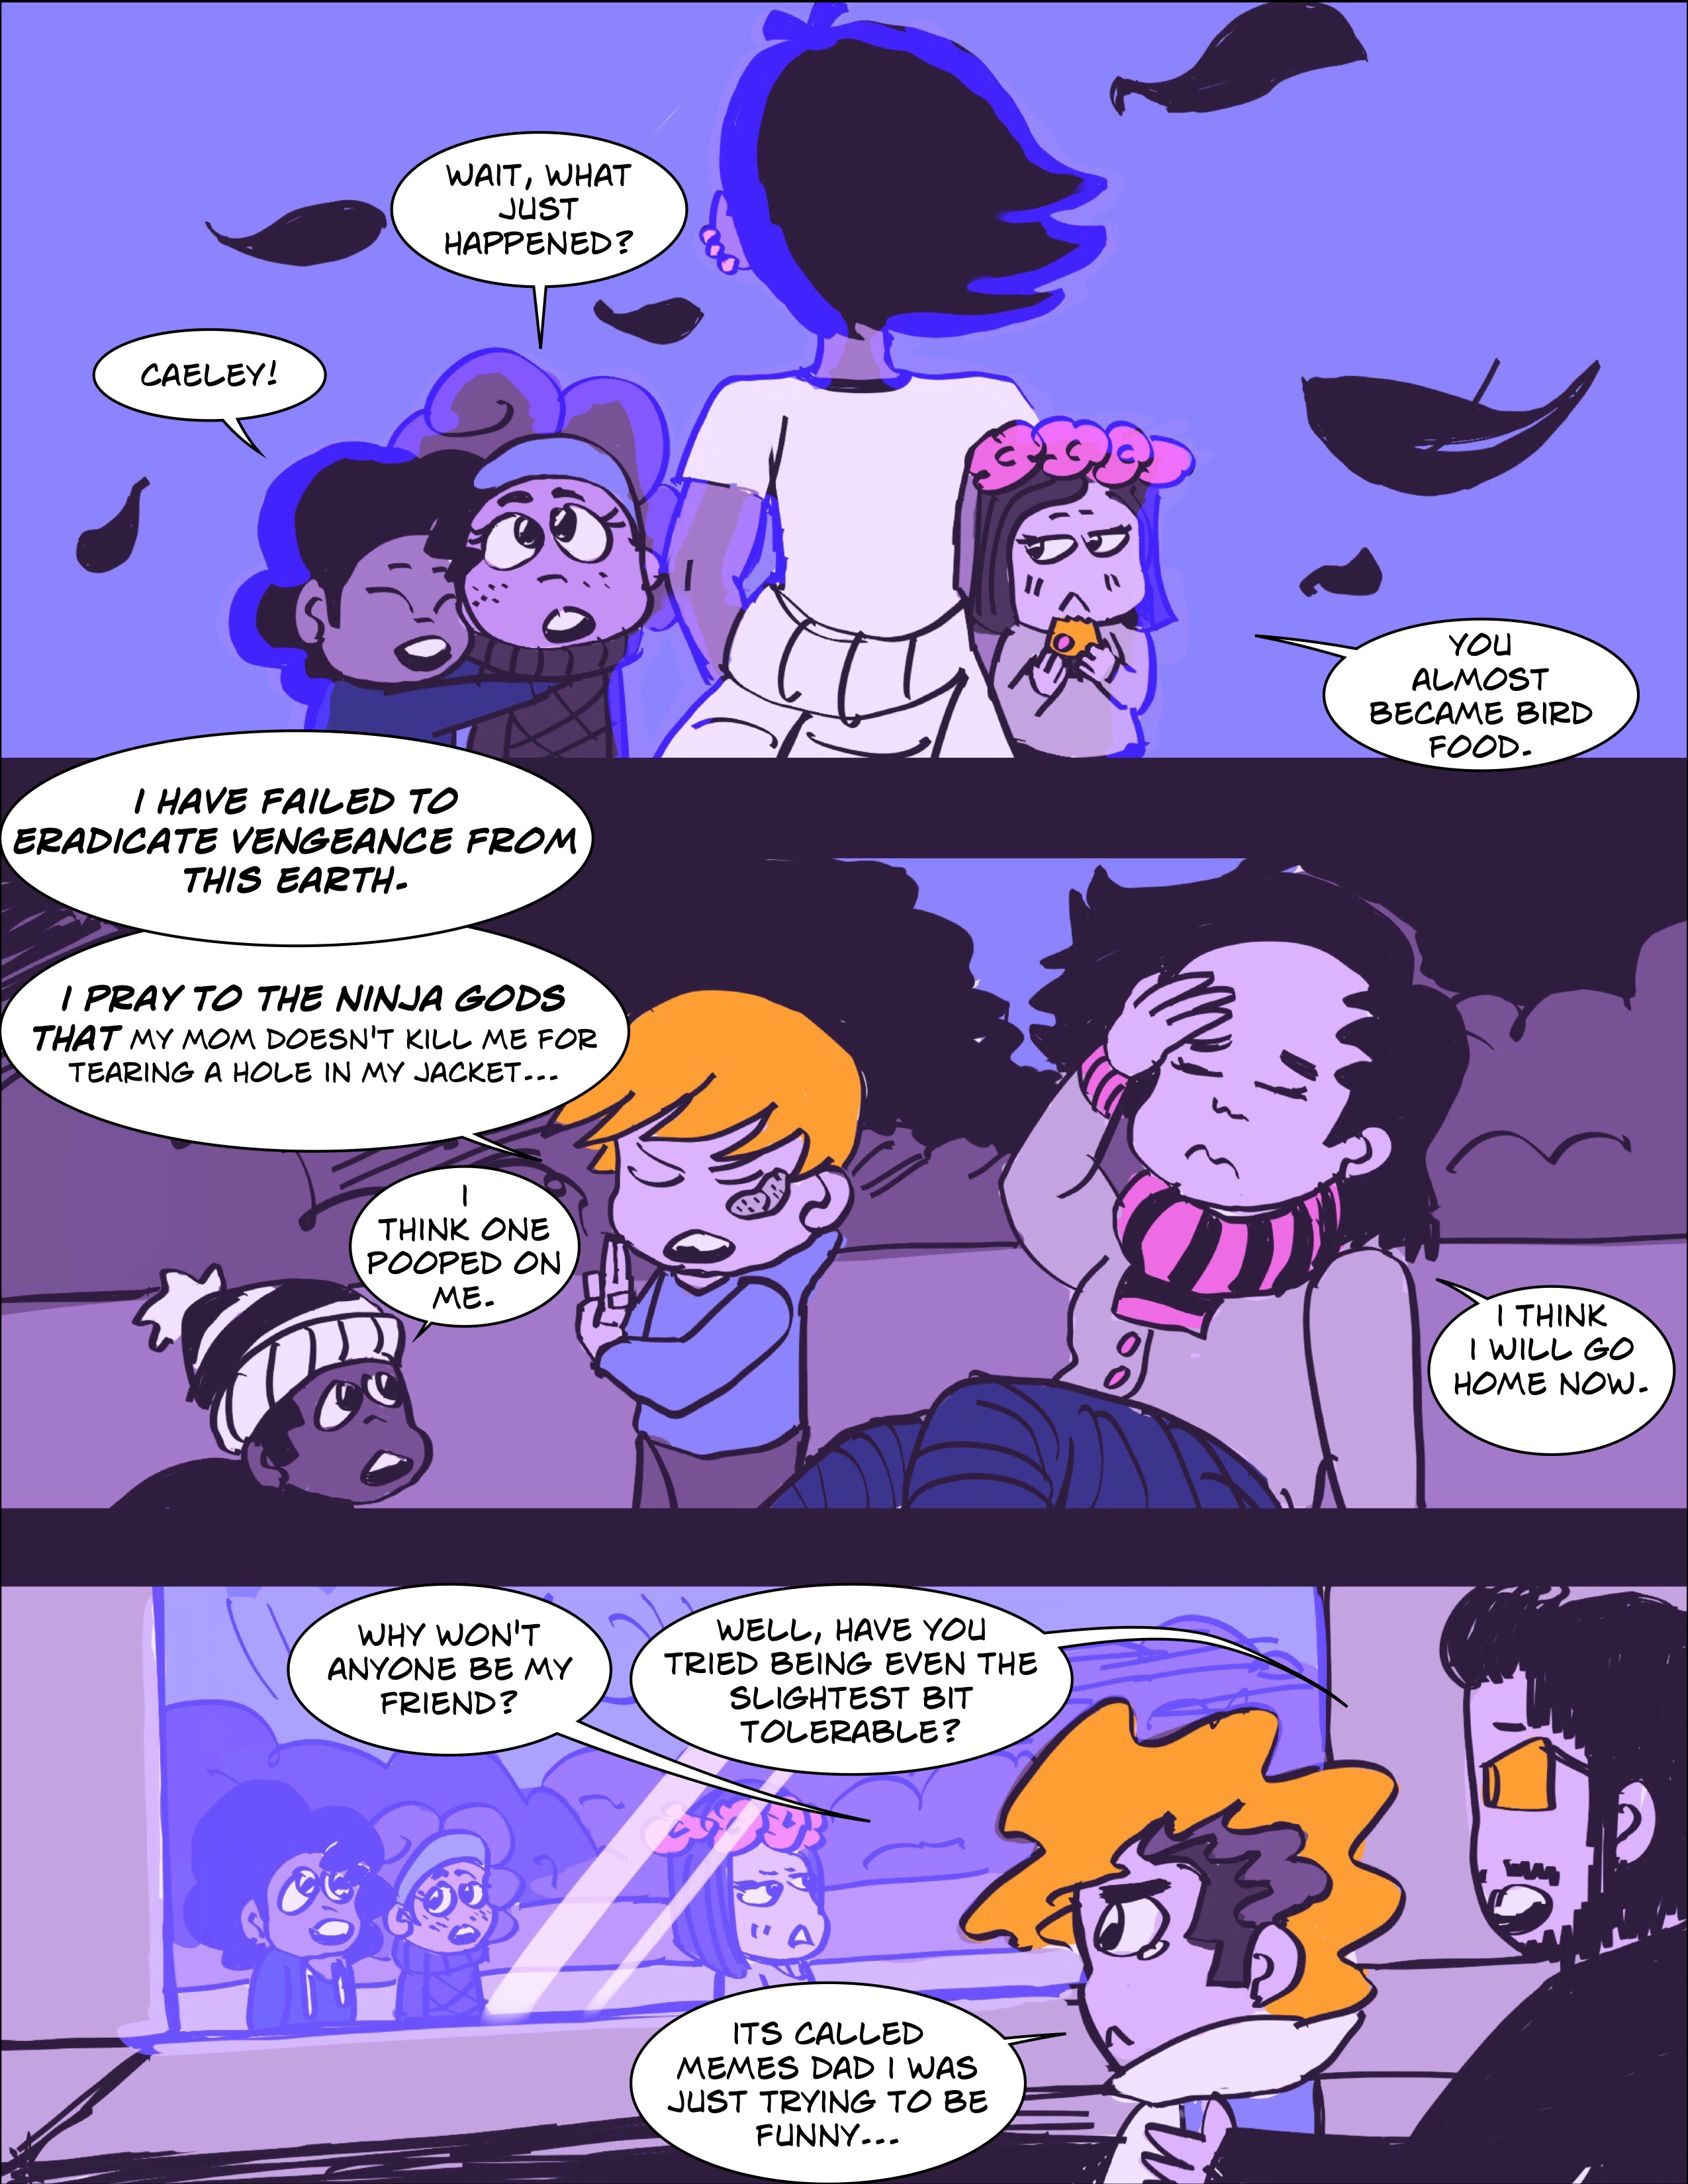 WAIT, WHAT
JUST
HAPPENED?
CAELEY!
YOU
ALMOST
BECAME BIRD
FOOD.
I HAVE FAILED TO
ERADICATE VENGEANCE FROM
THIS EARTH.
I PRAY TO THE NINJA GODS
THAT MY MOM DOESN'T KILL ME FOR
TEARING A HOLE IN MY JACKET...
I
THINK ONE
POOPED ON
ME.
I THINK
I WILL GO
HOME NOW.
WHY WON'T
ANYONE BE MY
FRIEND?
WELL, HAVE YOU
TRIED BEING EVEN THE
SLIGHTEST BIT
TOLERABLE?
ITS CALLED
MEMES DAD I WAS
JUST TRYING TO BE
FUNNY...